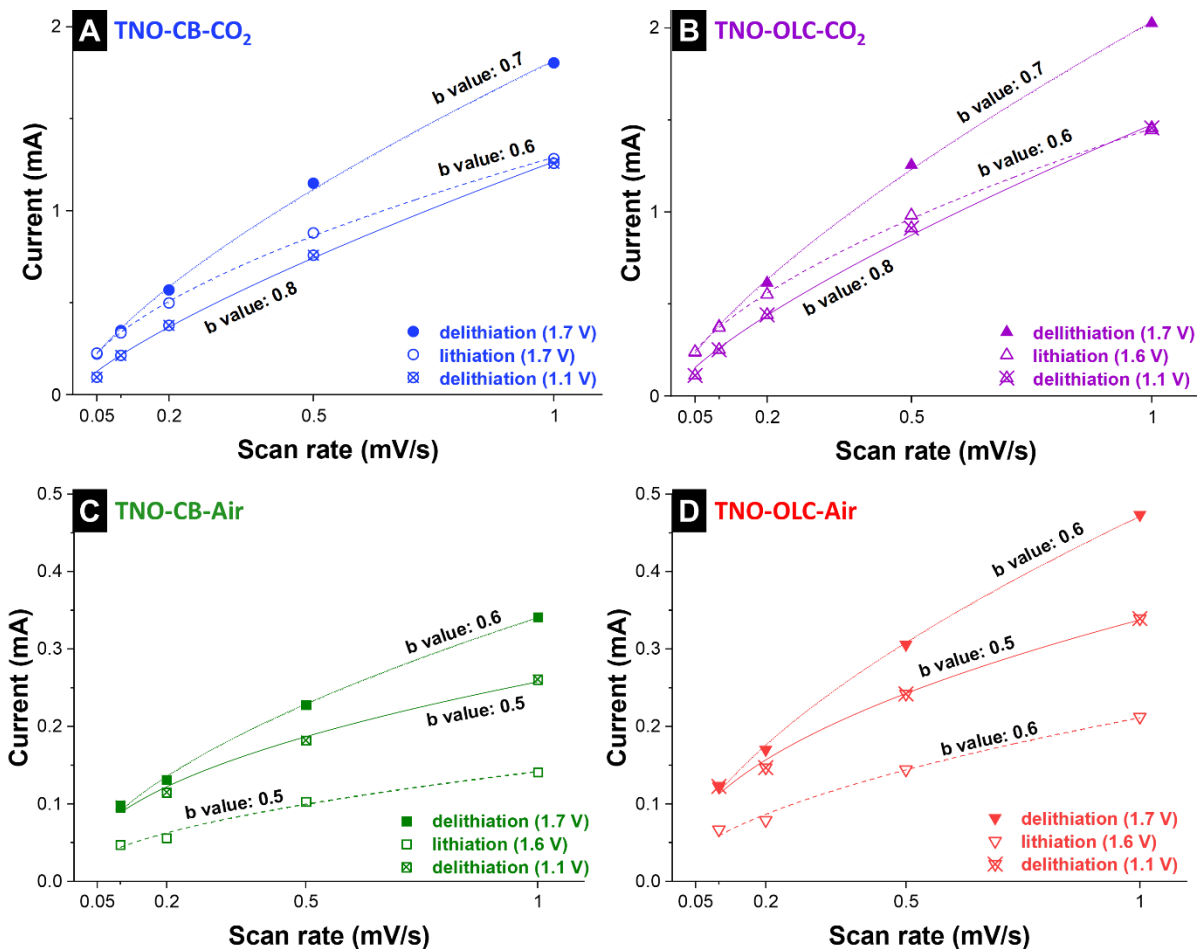 A TNO-CB-CO₂
2
1
0
Current (mA)
b value: 0.7
b value: 0.6
b value: 0.8
delithiation (1.7 V)
lithiation (1.7 V)
delithiation (1.1 V)
0.05 0.2 0.5 1
Scan rate (mV/s)
B TNO-OLC-CO₂
2
1
0
Current (mA)
b value: 0.7
b value: 0.6
b value: 0.8
dellithiation (1.7 V)
lithiation (1.6 V)
delithiation (1.1 V)
0.05 0.2 0.5 1
Scan rate (mV/s)
C TNO-CB-Air
0.5
0.4
0.3
0.2
0.1
0.0
Current (mA)
b value: 0.6
b value: 0.5
b value: 0.5
delithiation (1.7 V)
lithiation (1.6 V)
delithiation (1.1 V)
0.05 0.2 0.5 1
Scan rate (mV/s)
D TNO-OLC-Air
0.5
0.4
0.3
0.2
0.1
0.0
Current (mA)
b value: 0.6
b value: 0.5
b value: 0.6
delithiation (1.7 V)
lithiation (1.6 V)
delithiation (1.1 V)
0.05 0.2 0.5 1
Scan rate (mV/s)